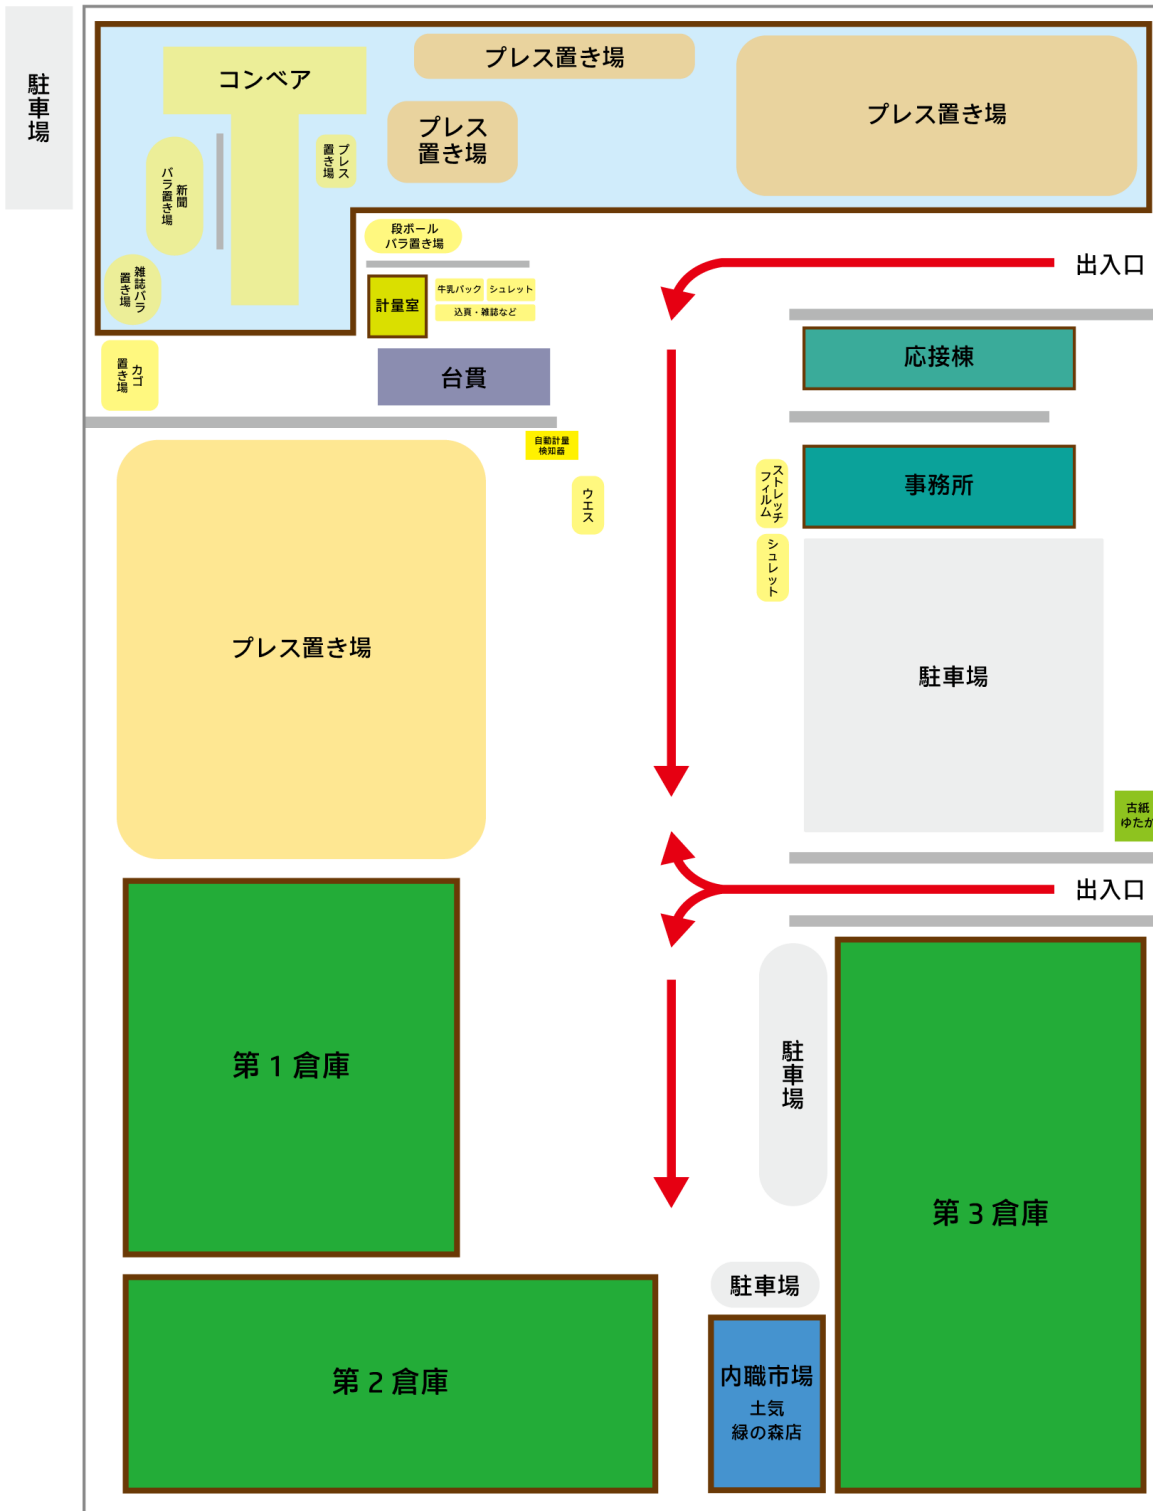 駐車場
コンベア
プレス置き場
プレス
置き場
プレス置き場
プレス
置き場
新聞
バラ置き場
雑誌バラ
置き場
段ボール
バラ置き場
計量室
牛乳パック
シュレット
込頁・雑誌など
出入口
カゴ
置き場
台貫
応接棟
自動計量
検知器
ウエス
ストレッチ
フィルム
事務所
シュレット
プレス置き場
駐車場
古紙
ゆたか
出入口
第1倉庫
駐車場
第3倉庫
第2倉庫
駐車場
内職市場
土気
緑の森店